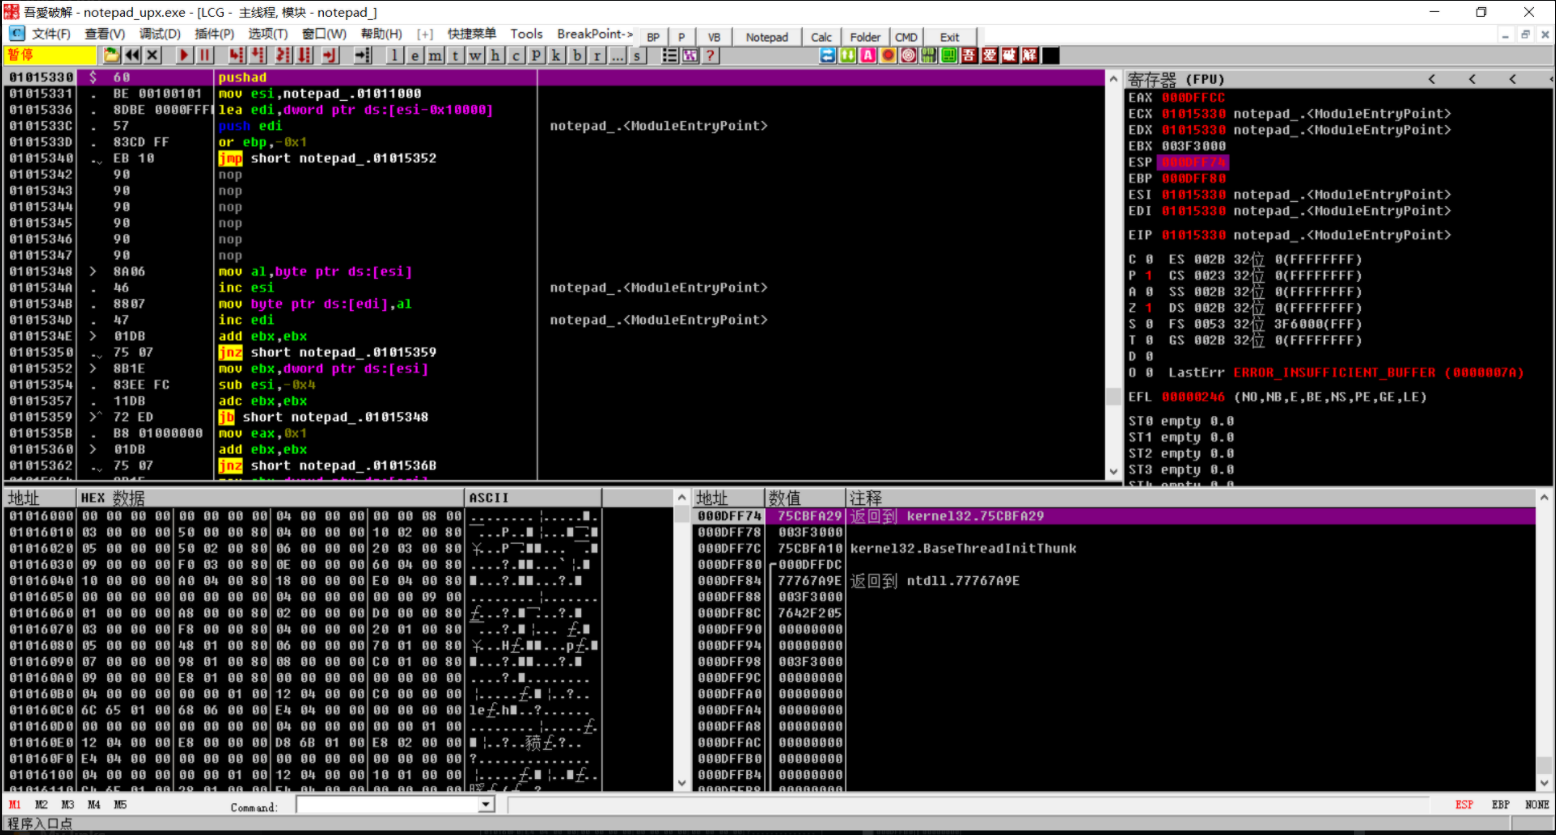 吾愛破解 - notepad_upx.exe - [LCG - 主线程, 模块 - notepad_]
文件(F) 查看(V) 调试(D) 插件(P) 选项(T) 窗口(W) 帮助(H) [+] 快捷菜单 Tools BreakPoint-> BP P VB Notepad Calc Folder CMD Exit
暂停 l e m t w h c P k b r ... s ? 吾 爱 破 解
01015330 $ 60 pushad
01015331 . BE 00100101 mov esi,notepad_.01011000
01015336 . 8DBE 0000FFF lea edi,dword ptr ds:[esi-0x10000]
0101533C . 57 push edi notepad_.<ModuleEntryPoint>
0101533D . 83CD FF or ebp,-0x1
01015340 . EB 10 jmp short notepad_.01015352
01015342 90 nop
01015343 90 nop
01015344 90 nop
01015345 90 nop
01015346 90 nop
01015347 90 nop
01015348 > 8A06 mov al,byte ptr ds:[esi]
0101534A . 46 inc esi notepad_.<ModuleEntryPoint>
0101534B . 8807 mov byte ptr ds:[edi],al
0101534D . 47 inc edi notepad_.<ModuleEntryPoint>
0101534E > 01DB add ebx,ebx
01015350 . 75 07 jnz short notepad_.01015359
01015352 > 8B1E mov ebx,dword ptr ds:[esi]
01015354 . 83EE FC sub esi,-0x4
01015357 . 11DB adc ebx,ebx
01015359 >^ 72 ED jb short notepad_.01015348
0101535B . B8 01000000 mov eax,0x1
01015360 > 01DB add ebx,ebx
01015362 . 75 07 jnz short notepad_.0101536B
寄存器 (FPU) < < <
EAX 000DFFCC
ECX 01015330 notepad_.<ModuleEntryPoint>
EDX 01015330 notepad_.<ModuleEntryPoint>
EBX 003F3000
ESP 000DFF74
EBP 000DFF80
ESI 01015330 notepad_.<ModuleEntryPoint>
EDI 01015330 notepad_.<ModuleEntryPoint>
EIP 01015330 notepad_.<ModuleEntryPoint>
C 0 ES 002B 32位 0(FFFFFFFF)
P 1 CS 0023 32位 0(FFFFFFFF)
A 0 SS 002B 32位 0(FFFFFFFF)
Z 1 DS 002B 32位 0(FFFFFFFF)
S 0 FS 0053 32位 3F6000(FFF)
T 0 GS 002B 32位 0(FFFFFFFF)
D 0
O 0 LastErr ERROR_INSUFFICIENT_BUFFER (0000007A)
EFL 00000246 (NO,NB,E,BE,NS,PE,GE,LE)
ST0 empty 0.0
ST1 empty 0.0
ST2 empty 0.0
ST3 empty 0.0
地址 HEX 数据 ASCII
01016000 00 00 00 00 00 00 00 00 04 00 00 00 00 00 08 00
01016010 03 00 00 00 50 00 00 80 04 00 00 00 10 02 00 80
01016020 05 00 00 00 50 02 00 80 06 00 00 00 20 03 00 80
01016030 09 00 00 00 F0 03 00 80 0E 00 00 00 60 04 00 80
01016040 10 00 00 00 A0 04 00 80 18 00 00 00 E0 04 00 80
01016050 00 00 00 00 00 00 00 00 04 00 00 00 00 00 09 00
01016060 01 00 00 00 A8 00 00 80 02 00 00 00 D0 00 00 80
01016070 03 00 00 00 F8 00 00 80 04 00 00 00 20 01 00 80
01016080 05 00 00 00 48 01 00 80 06 00 00 00 70 01 00 80
01016090 07 00 00 00 98 01 00 80 08 00 00 00 C0 01 00 80
010160A0 09 00 00 00 E8 01 00 80 00 00 00 00 00 00 00 00
010160B0 04 00 00 00 00 00 01 00 12 04 00 00 C0 00 00 00
010160C0 6C 65 01 00 68 06 00 00 E4 04 00 00 00 00 00 00
010160D0 00 00 00 00 00 00 00 00 04 00 00 00 00 00 01 00
010160E0 12 04 00 00 E8 00 00 00 D8 6B 01 00 E8 02 00 00
010160F0 E4 04 00 00 00 00 00 00 00 00 00 00 00 00 00 00
01016100 04 00 00 00 00 00 01 00 12 04 00 00 10 01 00 00
地址 数值 注释
000DFF74 75CBFA29 返回到 kernel32.75CBFA29
000DFF78 003F3000
000DFF7C 75CBFA10 kernel32.BaseThreadInitThunk
000DFF80 000DFFDC
000DFF84 77767A9E 返回到 ntdll.77767A9E
000DFF88 003F3000
000DFF8C 7642F205
000DFF90 00000000
000DFF94 00000000
000DFF98 003F3000
000DFF9C 00000000
000DFFA0 00000000
000DFFA4 00000000
000DFFA8 00000000
000DFFAC 00000000
000DFFB0 00000000
000DFFB4 00000000
M1 M2 M3 M4 M5 Command: ESP EBP NONE
程序入口点